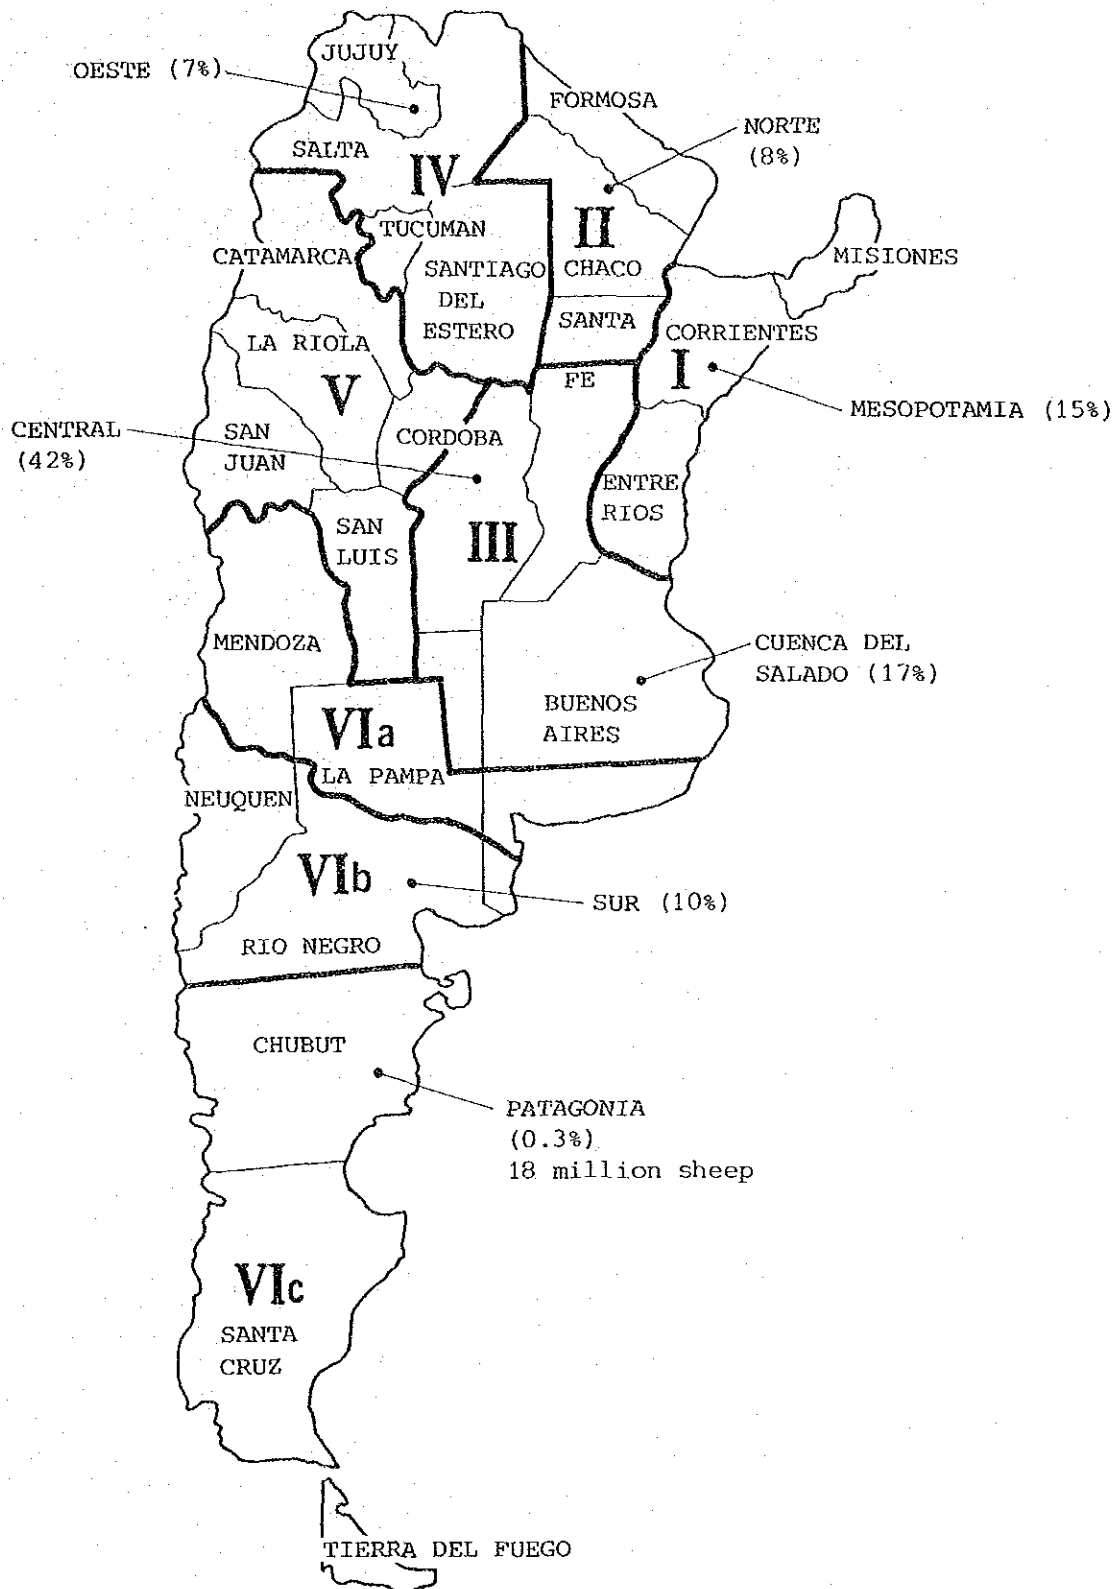 JUJUY
OESTE (7%)
FORMOSA
NORTE
(8%)
SALTA
IV
II
TUCUMAN
CATAMARCA
MISIONES
SANTIAGO
DEL
ESTERO
CHACO
SANTA
FE
CORRIENTES
LA RIOLA
I
V
MESOPOTAMIA (15%)
CENTRAL
(42%)
SAN
JUAN
CORDOBA
ENTRE
RIOS
SAN
LUIS
III
MENDOZA
CUENCA DEL
SALADO (17%)
BUENOS
AIRES
VIa
LA PAMPA
NEUQUEN
VIb
SUR (10%)
RIO NEGRO
CHUBUT
PATAGONIA
(0.3%)
18 million sheep
VIc
SANTA
CRUZ
TIERRA DEL FUEGO